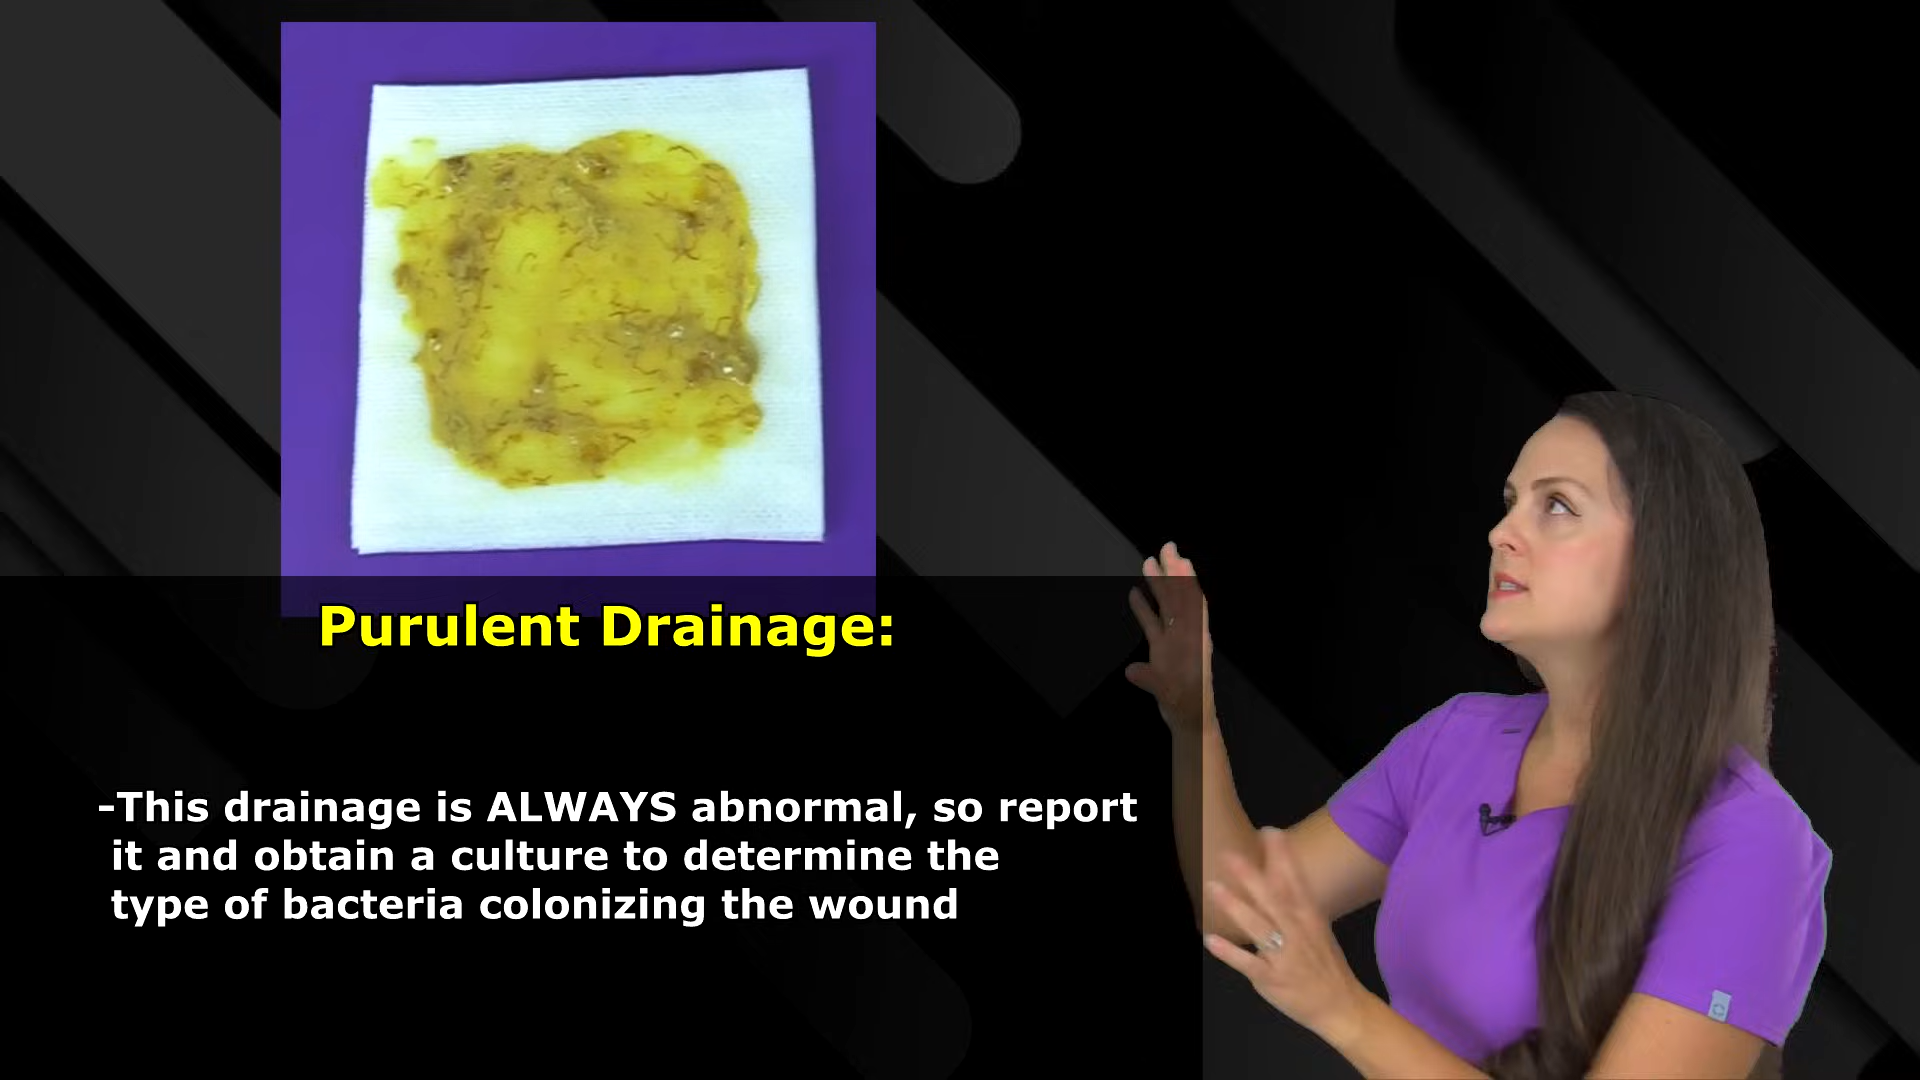 Purulent Drainage:
-This drainage is ALWAYS abnormal, so report
it and obtain a culture to determine the
type of bacteria colonizing the wound